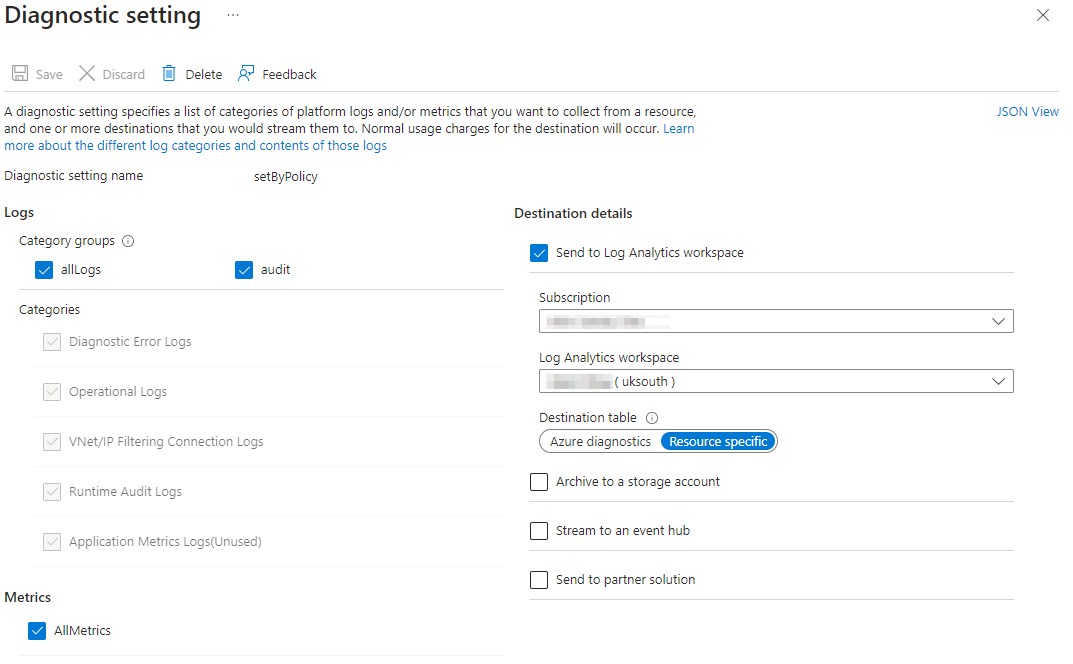 Diagnostic setting ...
Save Discard Delete Feedback
A diagnostic setting specifies a list of categories of platform logs and/or metrics that you want to collect from a resource,
and one or more destinations that you would stream them to. Normal usage charges for the destination will occur. Learn
more about the different log categories and contents of those logs
JSON View
Diagnostic setting name setByPolicy
Logs
Category groups
allLogs audit
Categories
Diagnostic Error Logs
Operational Logs
VNet/IP Filtering Connection Logs
Runtime Audit Logs
Application Metrics Logs(Unused)
Metrics
AllMetrics
Destination details
Send to Log Analytics workspace
Subscription
Log Analytics workspace
( uksouth )
Destination table
Azure diagnostics Resource specific
Archive to a storage account
Stream to an event hub
Send to partner solution